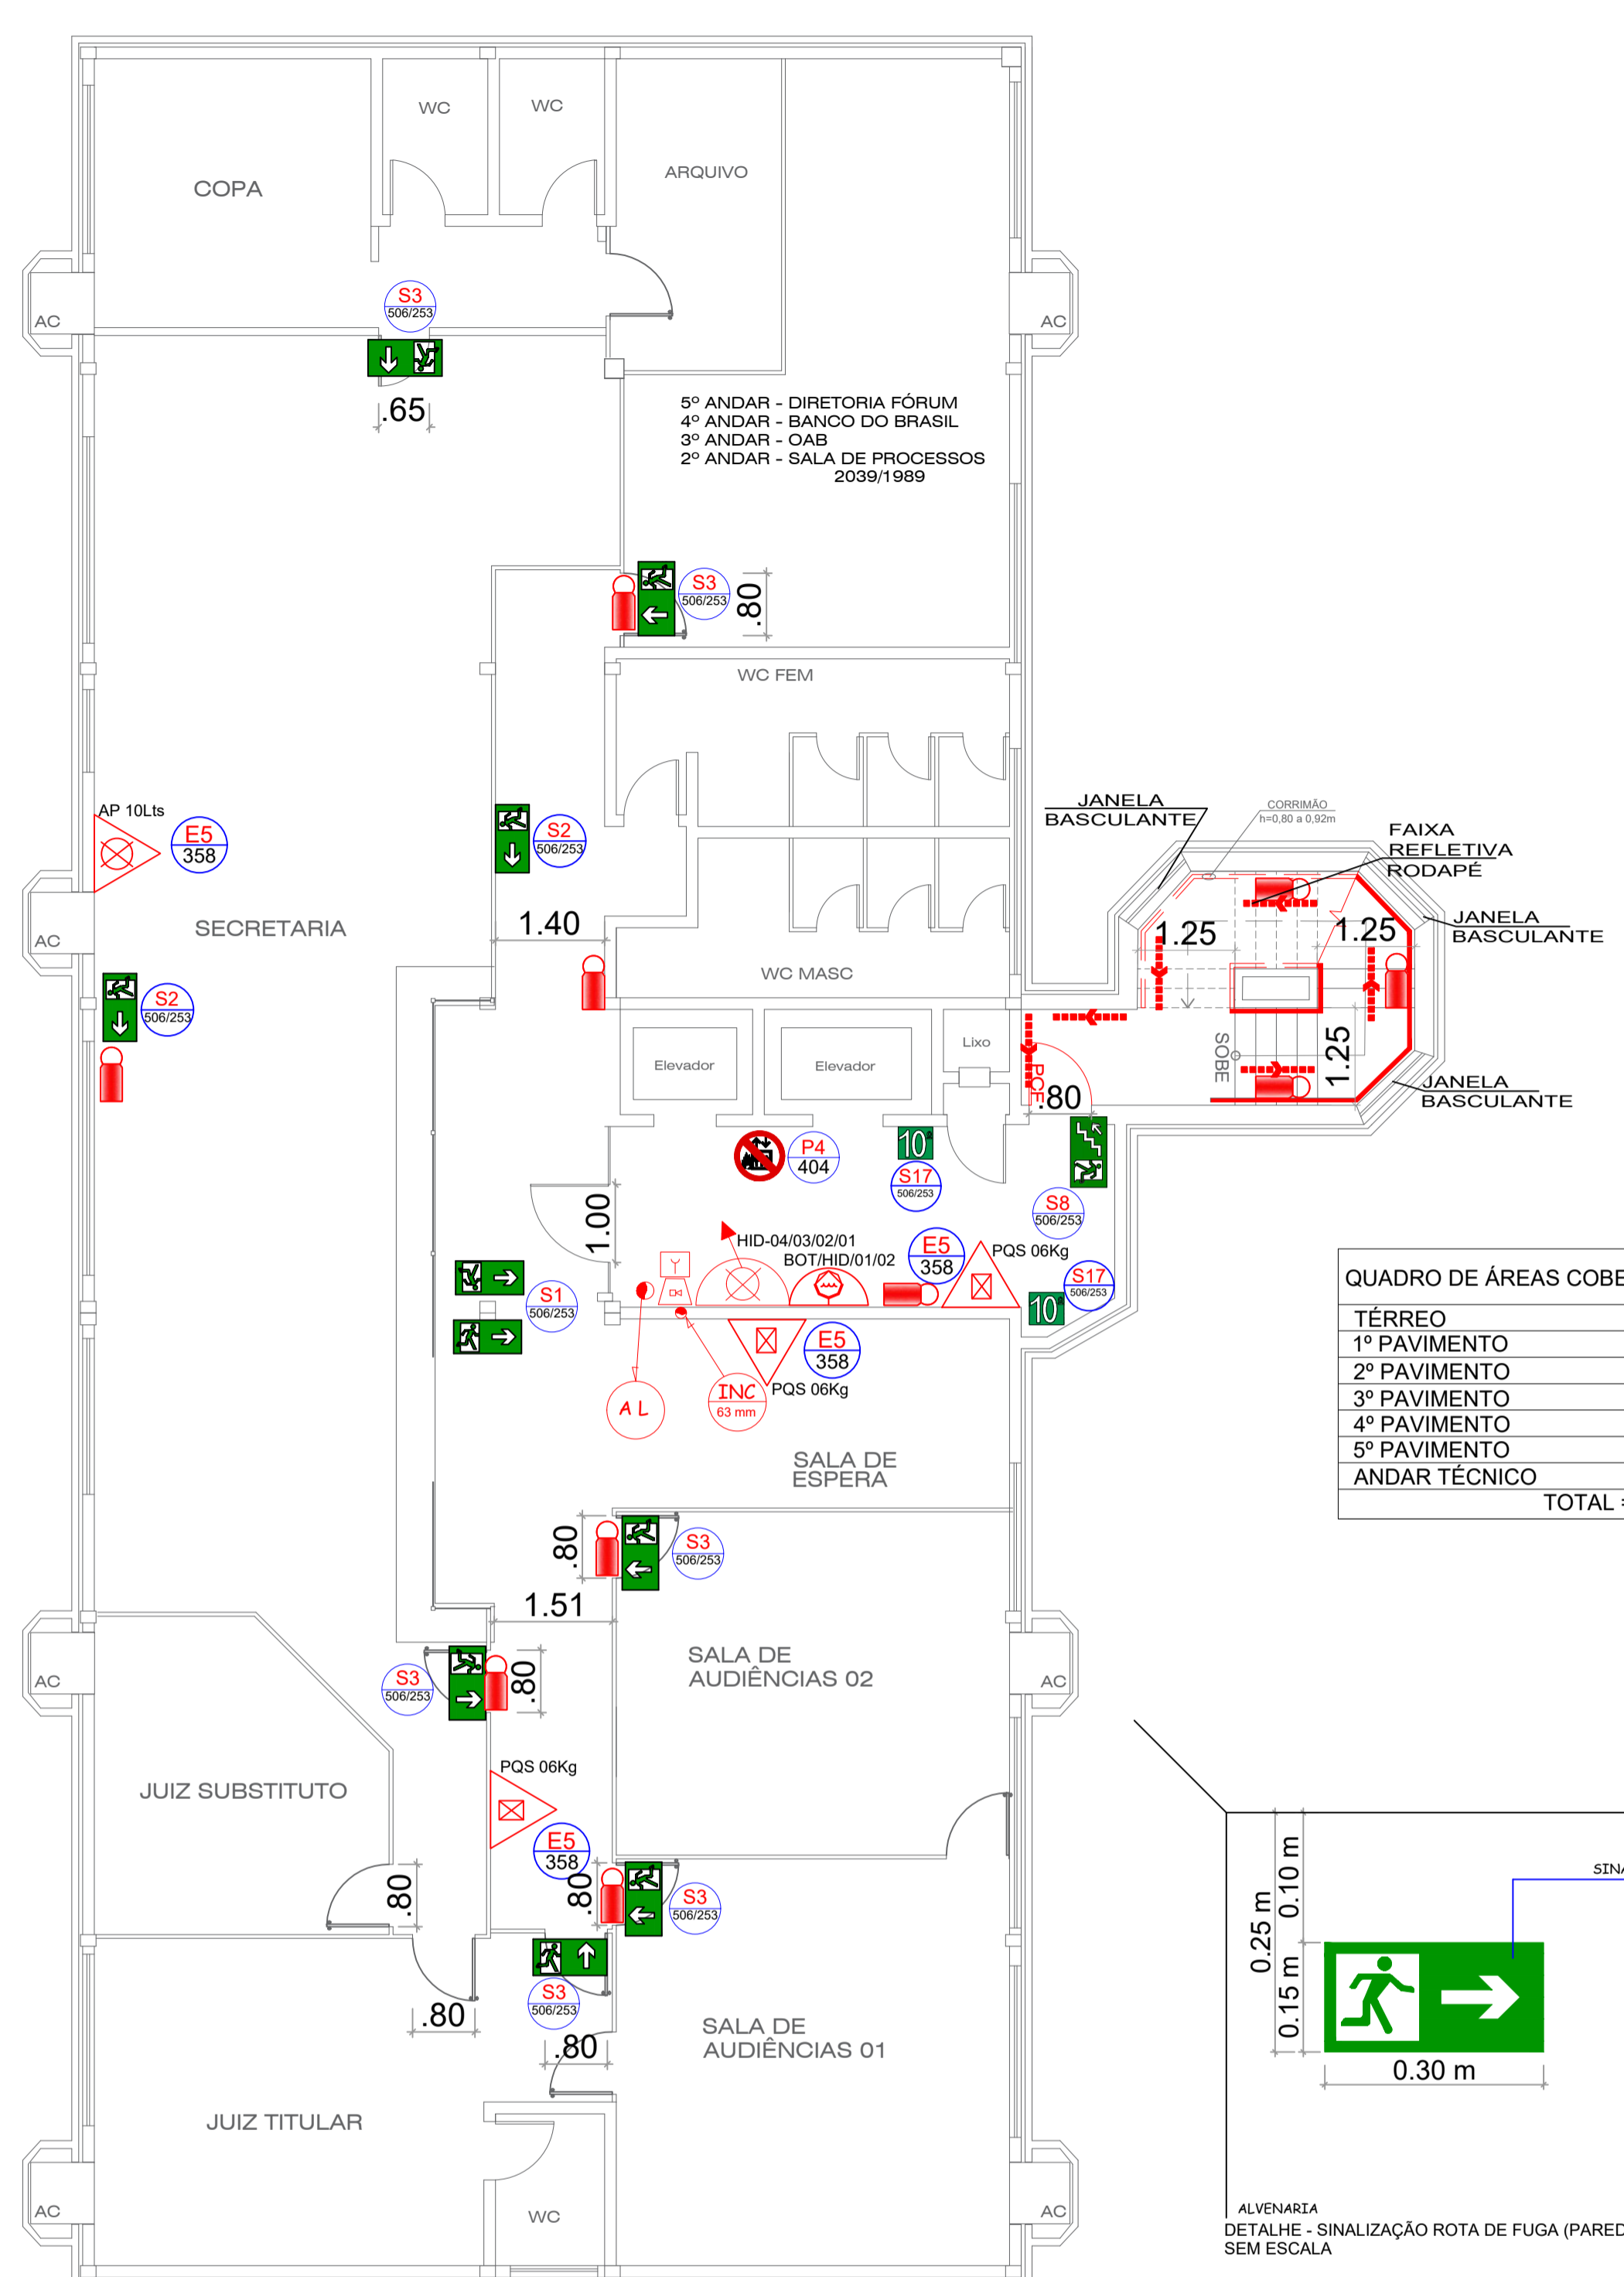 WC
WC
COPA
ARQUIVO
S3
506/253
AC
AC
.65
5º ANDAR - DIRETORIA FÓRUM
4º ANDAR - BANCO DO BRASIL
3º ANDAR - OAB
2º ANDAR - SALA DE PROCESSOS
2039/1989
S3
506/253
.80
WC FEM
AP 10Lts
E5
358
S2
506/253
JANELA
BASCULANTE
CORRIMÃO
h=0,80 a 0,92m
FAIXA
REFLETIVA
RODAPÉ
JANELA
BASCULANTE
1.25
1.25
1.25
SOBE
JANELA
BASCULANTE
SECRETARIA
AC
1.40
WC MASC
S2
506/253
Elevador
Elevador
Lixo
PCF
.80
P4
404
10º
S17
506/253
S8
506/253
1.00
HID-04/03/02/01
BOT/HID/01/02
E5
358
PQS 06Kg
S17
506/253
10º
S1
506/253
E5
358
PQS 06Kg
A L
INC
63 mm
QUADRO DE ÁREAS COBE
TÉRREO
1º PAVIMENTO
2º PAVIMENTO
3º PAVIMENTO
4º PAVIMENTO
5º PAVIMENTO
ANDAR TÉCNICO
TOTAL =
SALA DE
ESPERA
.80
S3
506/253
1.51
SALA DE
AUDIÊNCIAS 02
AC
AC
S3
506/253
.80
JUIZ SUBSTITUTO
PQS 06Kg
E5
358
.80
.80
S3
506/253
S3
506/253
.80
.80
SALA DE
AUDIÊNCIAS 01
JUIZ TITULAR
AC
WC
AC
SINA
0.25 m
0.10 m
0.15 m
0.30 m
ALVENARIA
DETALHE - SINALIZAÇÃO ROTA DE FUGA (PARED
SEM ESCALA